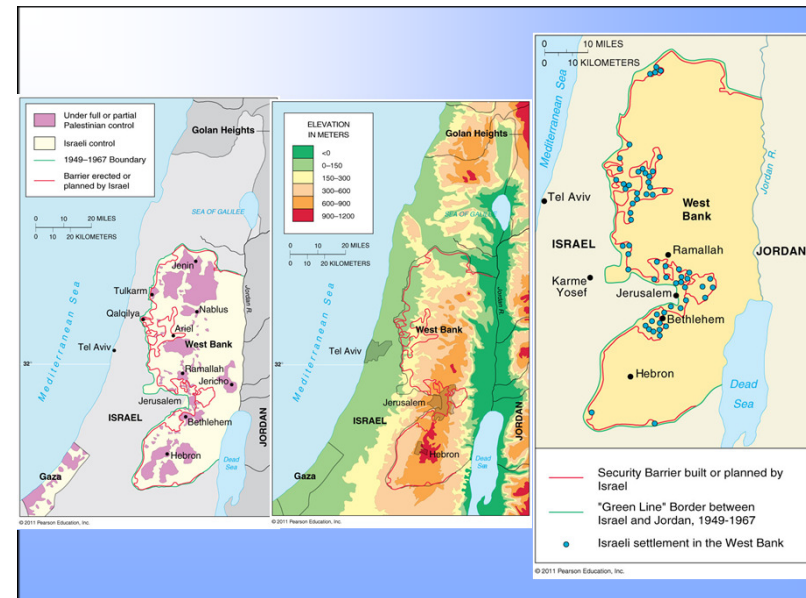 Under full or partial
Palestinian control
Israeli control
1949–1967 Boundary
Barrier erected or
planned by Israel
Golan Heights
SEA OF GALILEE
0 10 20 MILES
0 10 20 KILOMETERS
Mediterranean Sea
Jenin
Tulkarm
Nablus
Qalqilya
Ariel
Jordan R.
West Bank
Tel Aviv
32°
Ramallah
Jericho
Jerusalem
ISRAEL
Bethlehem
JORDAN
Hebron
Dead
Sea
Gaza
© 2011 Pearson Education, Inc.
ELEVATION
IN METERS
<0
0–150
150–300
300–600
600–900
900–1200
Golan Heights
SEA OF GALILEE
0 10 20 MILES
0 10 20 KILOMETERS
Mediterranean Sea
Jordan R.
West Bank
Tel Aviv
32°
Jerusalem
ISRAEL
JORDAN
Hebron
Dead
Sea
Gaza
© 2011 Pearson Education, Inc.
0 10 MILES
0 10 KILOMETERS
Mediterranean Sea
Jordan R.
Tel Aviv
West
Bank
ISRAEL
Ramallah
JORDAN
Karme
Yosef
Jerusalem
Bethlehem
Hebron
Dead
Sea
Security Barrier built or planned by
Israel
"Green Line" Border between
Israel and Jordan, 1949-1967
Israeli settlement in the West Bank
© 2011 Pearson Education, Inc.